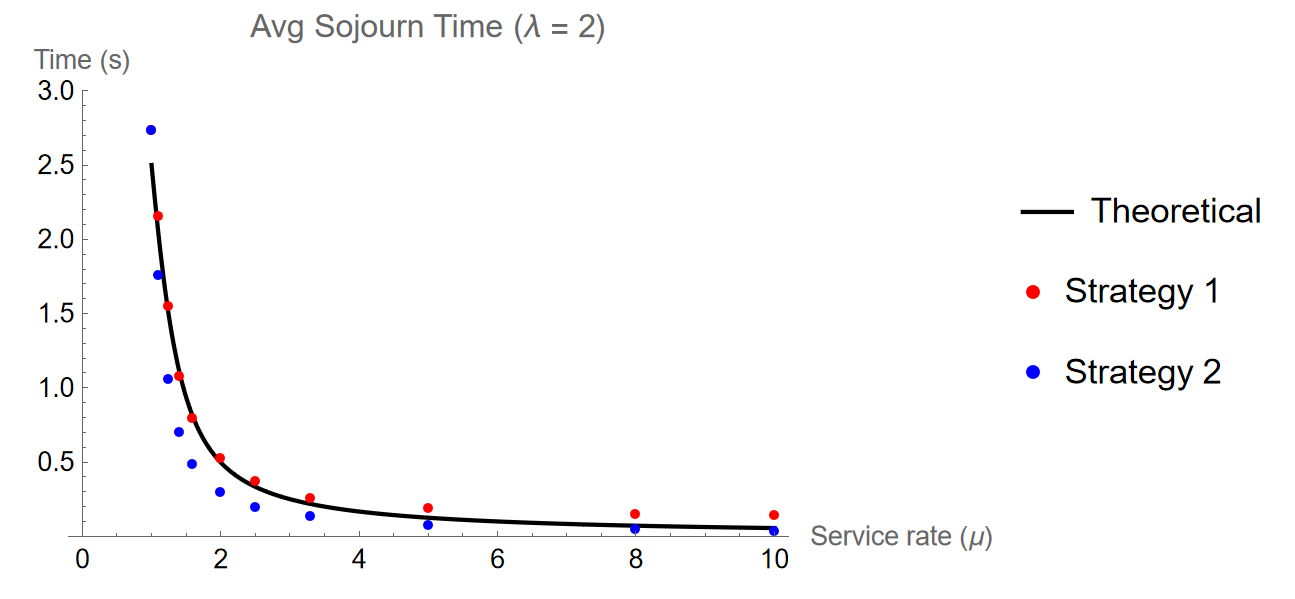 Avg Sojourn Time (λ = 2)
Time (s)
3.0
2.5
2.0
1.5
1.0
0.5
0 2 4 6 8 10
Service rate (μ)
Theoretical
Strategy 1
Strategy 2